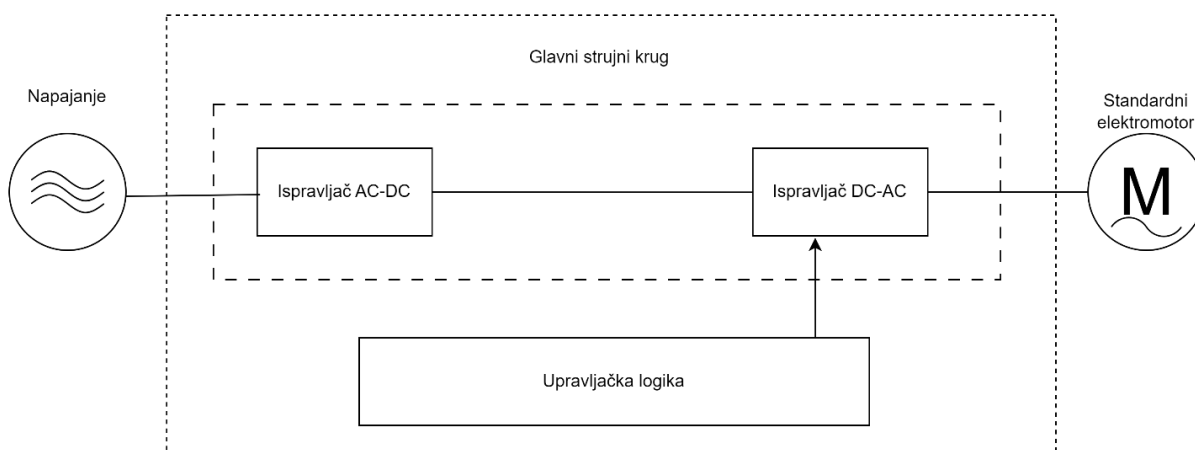 Glavni strujni krug
Napajanje
Standardni
elektromotor
Ispravljač AC-DC
Ispravljač DC-AC
M
Upravljačka logika